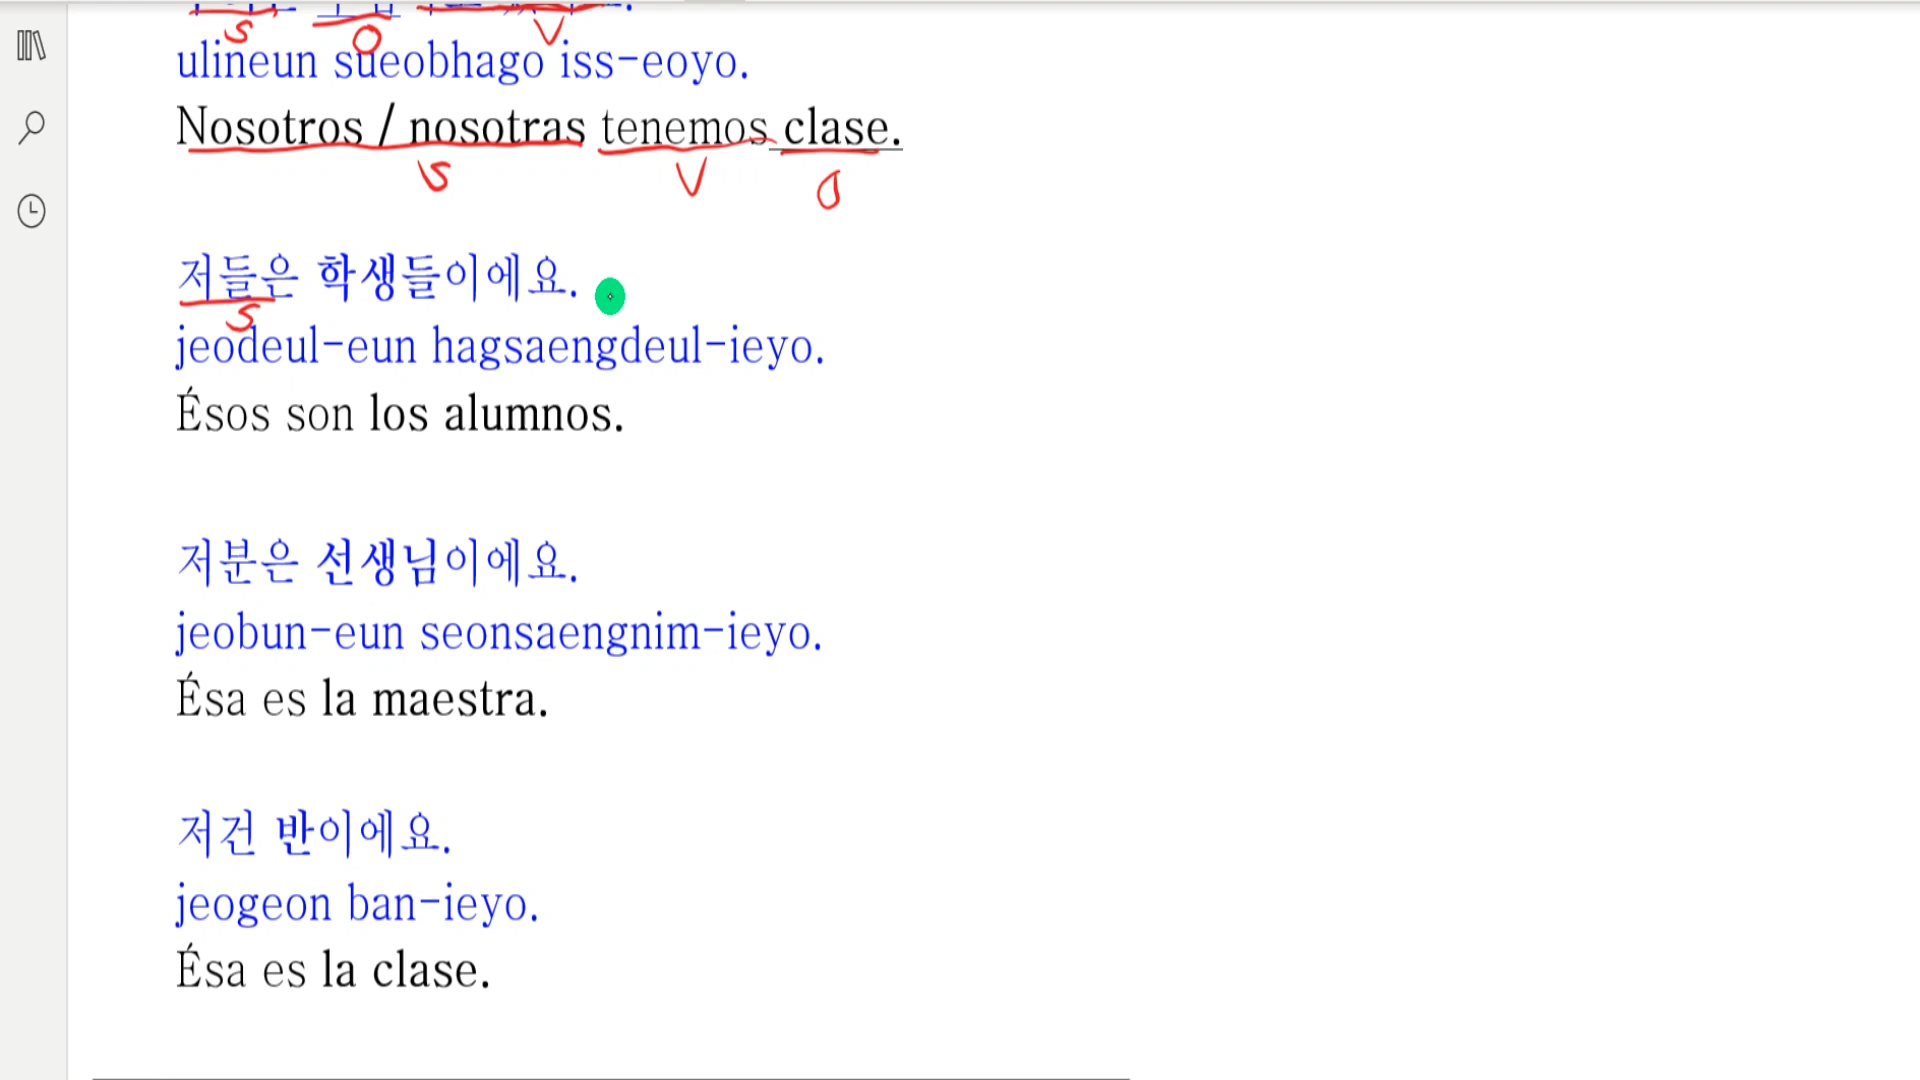 S O V
ulineun sueobhago iss-eoyo.
Nosotros / nosotras tenemos clase.
S V O
저들은 학생들이에요.
S
jeodeul-eun hagsaengdeul-ieyo.
Ésos son los alumnos.
저분은 선생님이에요.
jeobun-eun seonsaengnim-ieyo.
Ésa es la maestra.
저건 반이에요.
jeogeon ban-ieyo.
Ésa es la clase.